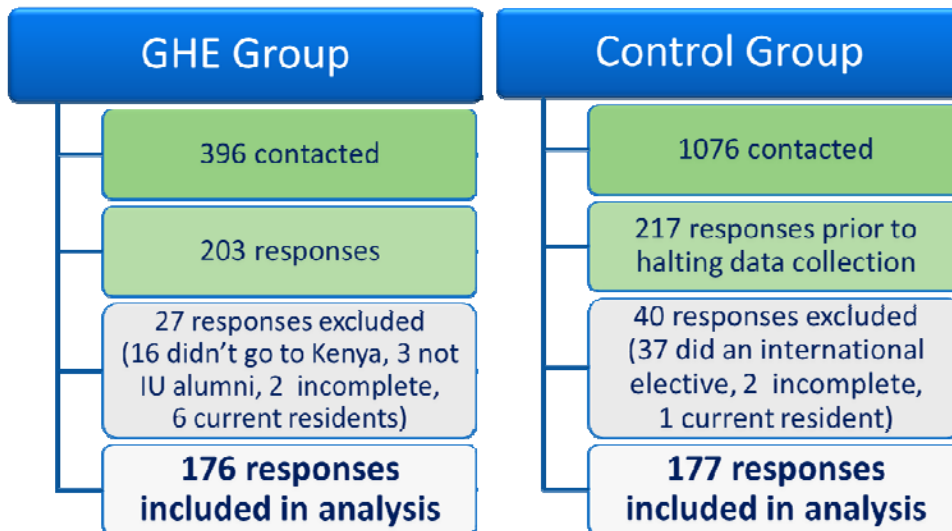 GHE Group
396 contacted
203 responses
27 responses excluded
(16 didn’t go to Kenya, 3 not
IU alumni, 2 incomplete,
6 current residents)
176 responses
included in analysis
Control Group
1076 contacted
217 responses prior to
halting data collection
40 responses excluded
(37 did an international
elective, 2 incomplete,
1 current resident)
177 responses
included in analysis